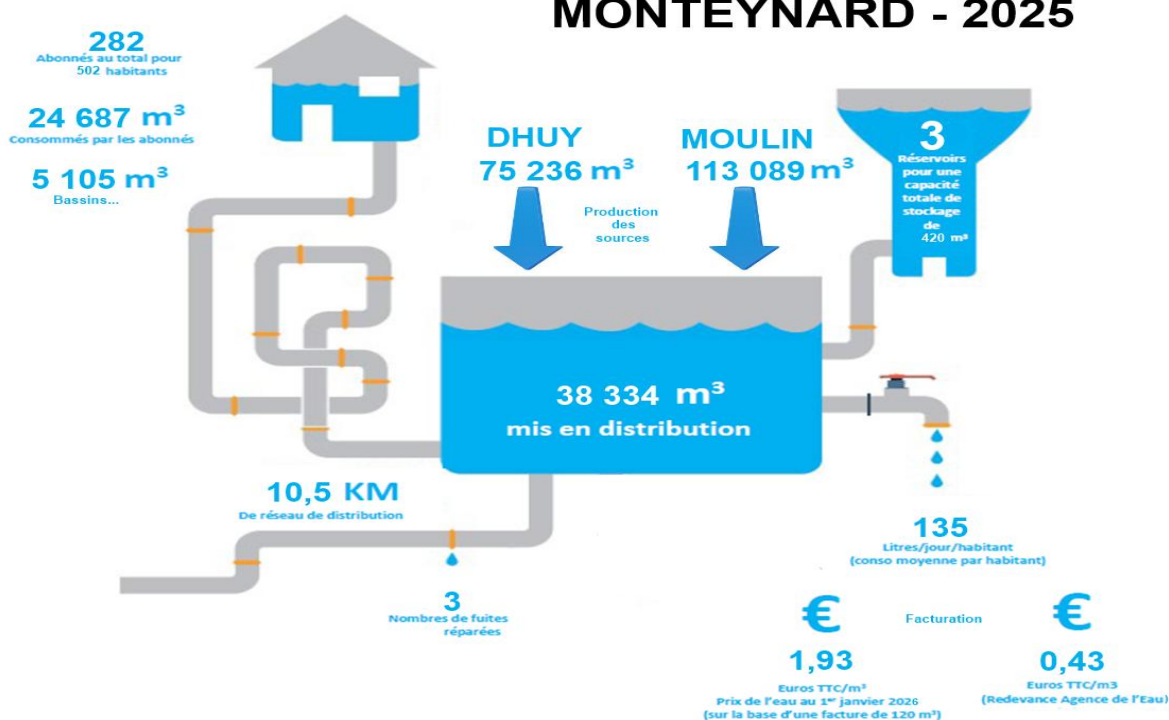 MONTEYNARD - 2025
282
Abonnés au total pour
502 habitants
24 687 m³
Consommés par les abonnés
5 105 m³
Bassins...
DHUY
75 236 m³
MOULIN
113 089 m³
Production
des
sources
3
Réservoirs
pour une
capacité
totale de
stockage
de
420 m³
38 334 m³
mis en distribution
10,5 KM
De réseau de distribution
3
Nombres de fuites
réparées
135
Litres/jour/habitant
(conso moyenne par habitant)
€
Facturation
€
1,93
Euros TTC/m³
Prix de l'eau au 1er janvier 2026
(sur la base d'une facture de 120 m³)
0,43
Euros TTC/m3
(Redevance Agence de l'Eau)